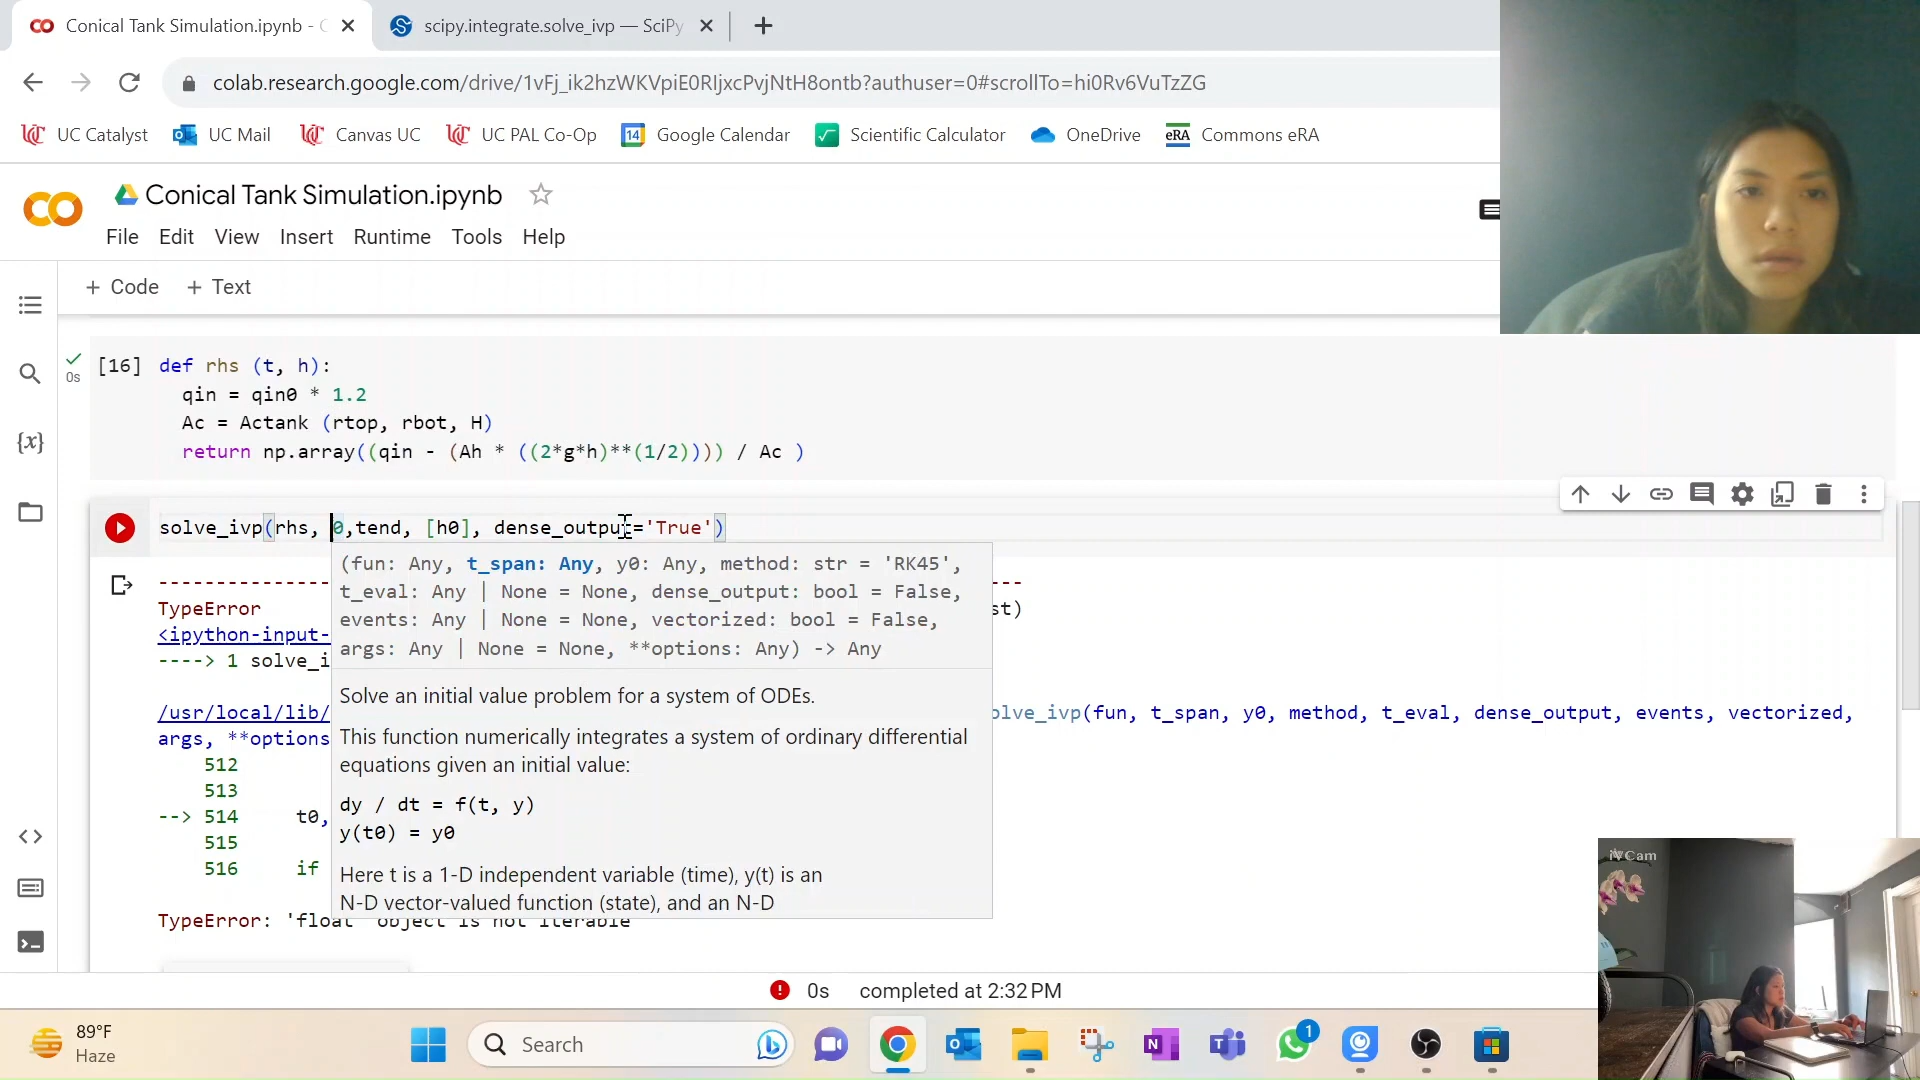 Conical Tank Simulation.ipynb - C
scipy.integrate.solve_ivp — SciPy
colab.research.google.com/drive/1vFj_ik2hzWKVpiE0RIjxcPvjNtH8ontb?authuser=0#scrollTo=hi0Rv6VuTzZG
UC Catalyst UC Mail Canvas UC UC PAL Co-Op 14 Google Calendar Scientific Calculator OneDrive eRA Commons eRA
Conical Tank Simulation.ipynb
File Edit View Insert Runtime Tools Help
+ Code + Text
[16] def rhs (t, h):
0s
qin = qin0 * 1.2
Ac = Actank (rtop, rbot, H)
return np.array((qin - (Ah * ((2*g*h)**(1/2)))) / Ac )
solve_ivp(rhs, 0,tend, [h0], dense_output='True')
(fun: Any, t_span: Any, y0: Any, method: str = 'RK45',
t_eval: Any | None = None, dense_output: bool = False,
events: Any | None = None, vectorized: bool = False,
args: Any | None = None, **options: Any) -> Any
Solve an initial value problem for a system of ODEs.
This function numerically integrates a system of ordinary differential
equations given an initial value:
dy / dt = f(t, y)
y(t0) = y0
Here t is a 1-D independent variable (time), y(t) is an
N-D vector-valued function (state), and an N-D
---------------
TypeError st)
<ipython-input-
----> 1 solve_i
/usr/local/lib/ olve_ivp(fun, t_span, y0, method, t_eval, dense_output, events, vectorized,
args, **options
512
513
--> 514 t0,
515
516 if
TypeError: 'float' object is not iterable
0s completed at 2:32 PM
89°F
Haze
Search
1
iVCam